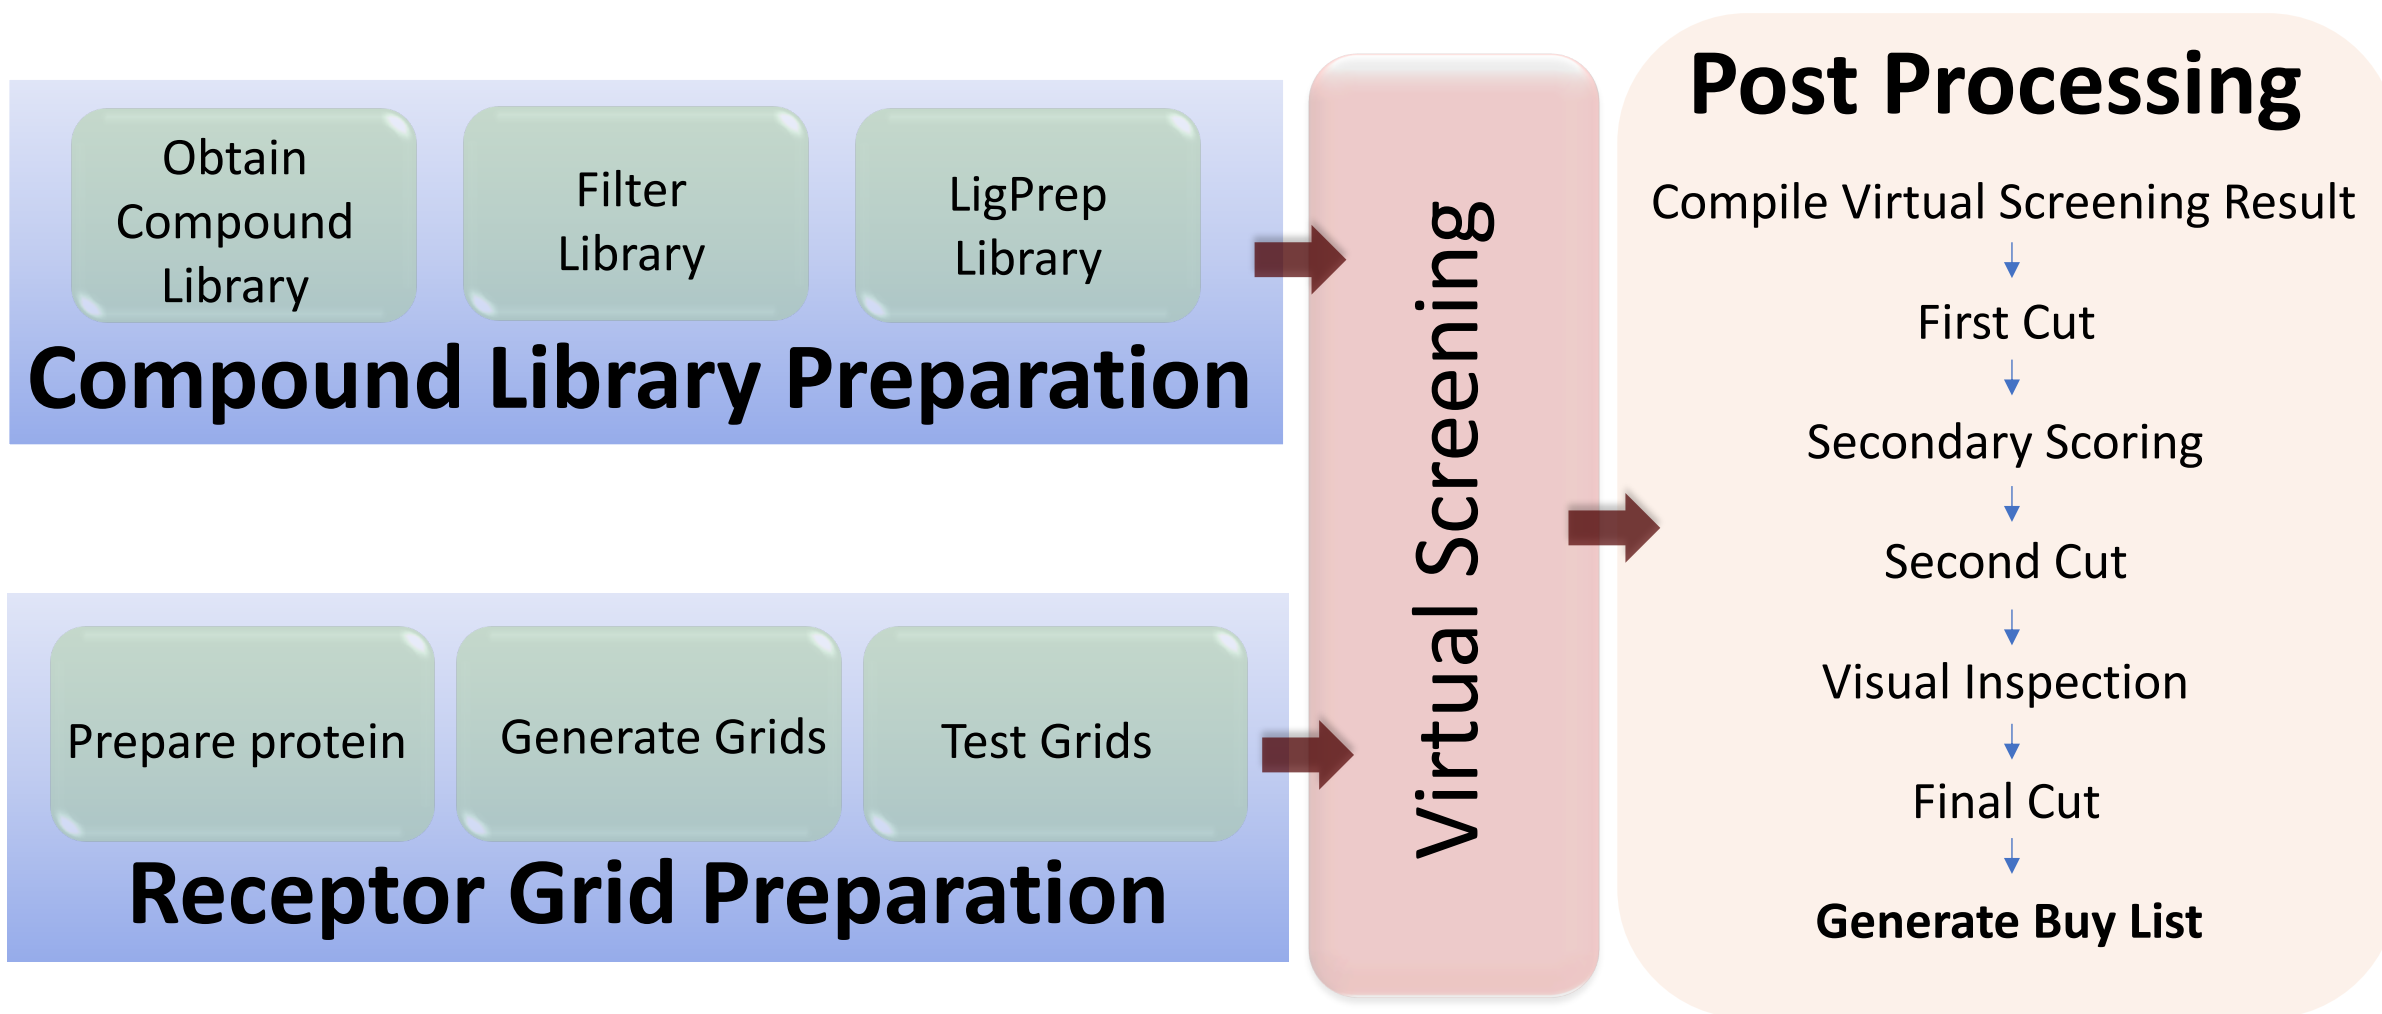 Obtain
Compound
Library
Filter
Library
LigPrep
Library
Compound Library Preparation
Prepare protein
Generate Grids
Test Grids
Receptor Grid Preparation
Virtual Screening
Post Processing
Compile Virtual Screening Result
First Cut
Secondary Scoring
Second Cut
Visual Inspection
Final Cut
Generate Buy List